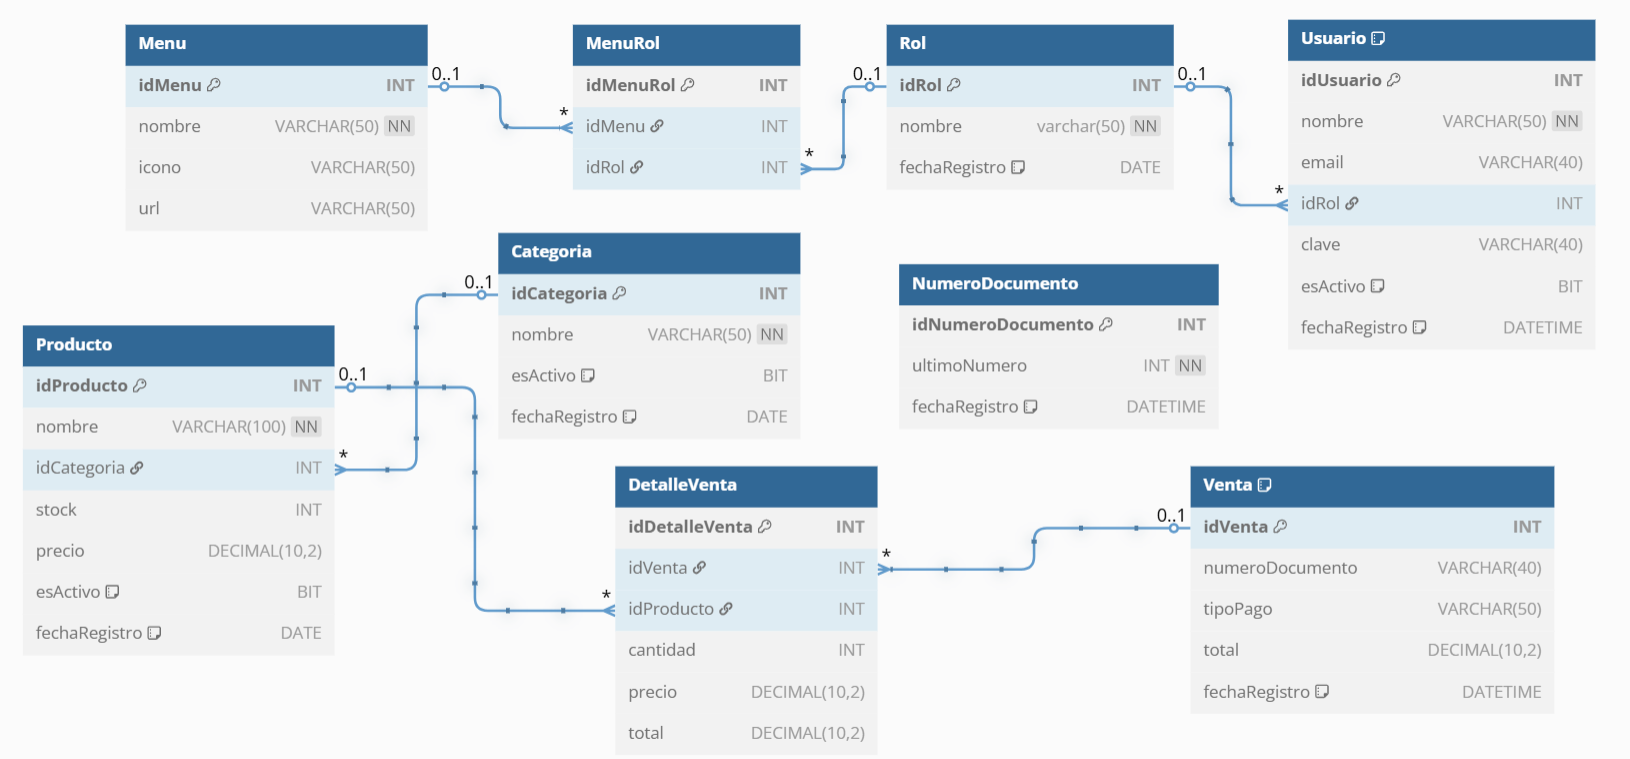 Menu
idMenu INT
nombre VARCHAR(50) NN
icono VARCHAR(50)
url VARCHAR(50)
0..1
*
MenuRol
idMenuRol INT
idMenu INT
idRol INT
*
0..1
Rol
idRol INT
nombre varchar(50) NN
fechaRegistro DATE
0..1
*
Usuario
idUsuario INT
nombre VARCHAR(50) NN
email VARCHAR(40)
idRol INT
clave VARCHAR(40)
esActivo BIT
fechaRegistro DATETIME
Categoria
idCategoria INT
nombre VARCHAR(50) NN
esActivo BIT
fechaRegistro DATE
0..1
NumeroDocumento
idNumeroDocumento INT
ultimoNumero INT NN
fechaRegistro DATETIME
Producto
idProducto INT
nombre VARCHAR(100) NN
idCategoria INT
stock INT
precio DECIMAL(10,2)
esActivo BIT
fechaRegistro DATE
0..1
*
*
DetalleVenta
idDetalleVenta INT
idVenta INT
idProducto INT
cantidad INT
precio DECIMAL(10,2)
total DECIMAL(10,2)
*
0..1
Venta
idVenta INT
numeroDocumento VARCHAR(40)
tipoPago VARCHAR(50)
total DECIMAL(10,2)
fechaRegistro DATETIME